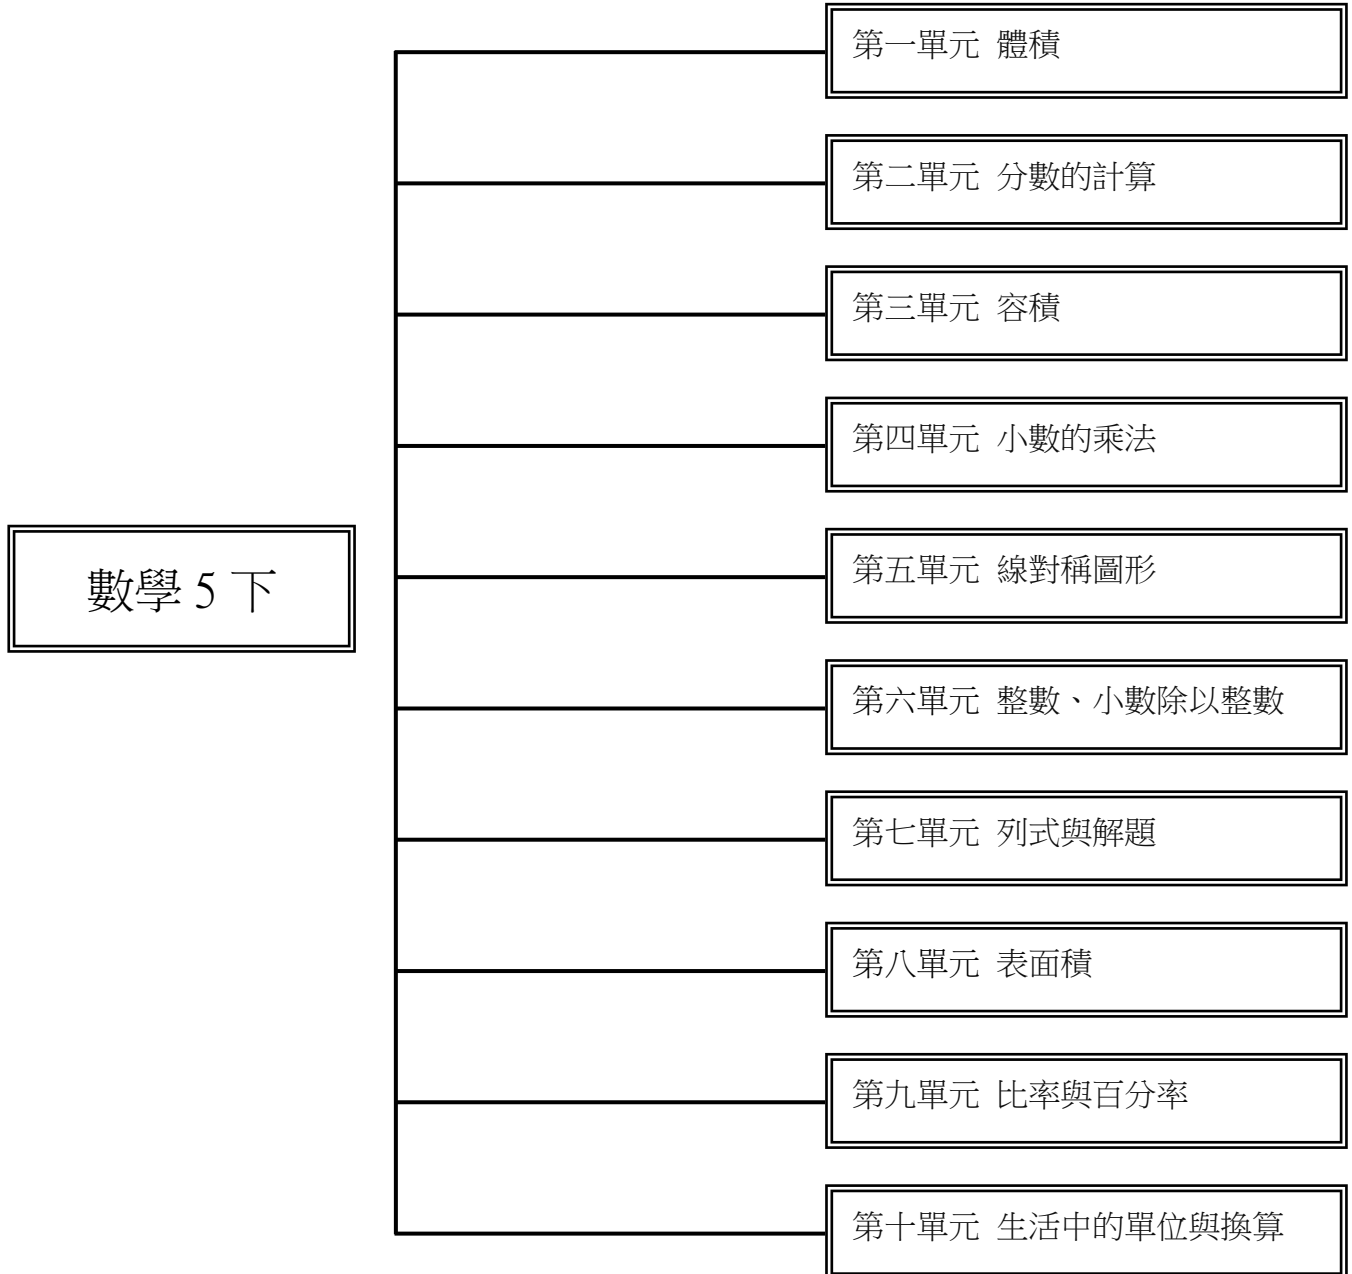 第一單元 體積
第二單元 分數的計算
第三單元 容積
第四單元 小數的乘法
第五單元 線對稱圖形
數學 5 下
第六單元 整數、小數除以整數
第七單元 列式與解題
第八單元 表面積
第九單元 比率與百分率
第十單元 生活中的單位與換算